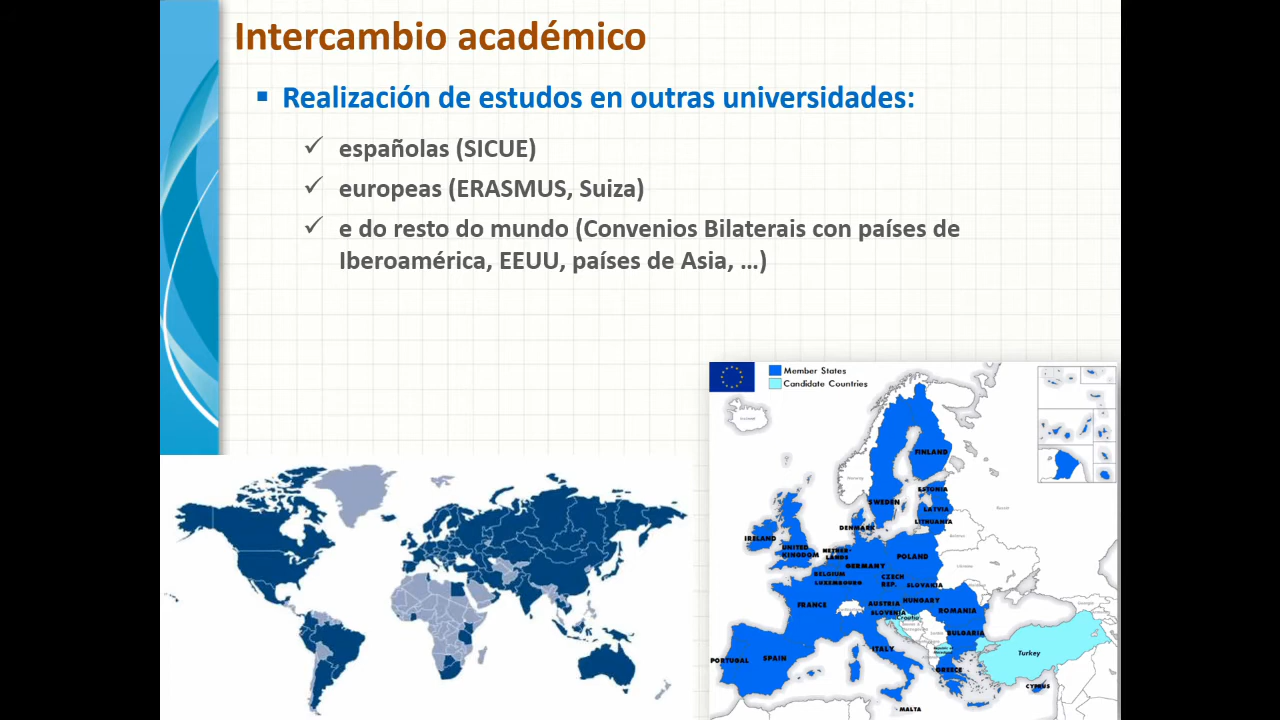 Intercambio académico
Realización de estudos en outras universidades:
españolas (SICUE)
europeas (ERASMUS, Suiza)
e do resto do mundo (Convenios Bilaterais con países de
Iberoamérica, EEUU, países de Asia, ...)
Member States
Candidate Countries
FINLAND
SWEDEN
ESTONIA
LATVIA
LITHUANIA
DENMARK
IRELAND
UNITED
KINGDOM
NETHER-
LANDS
POLAND
GERMANY
BELGIUM
LUXEMBOURG
CZECH
REP.
SLOVAKIA
FRANCE
AUSTRIA
HUNGARY
SLOVENIA
Croatia
ROMANIA
BULGARIA
ITALY
PORTUGAL
SPAIN
GREECE
Turkey
CYPRUS
MALTA